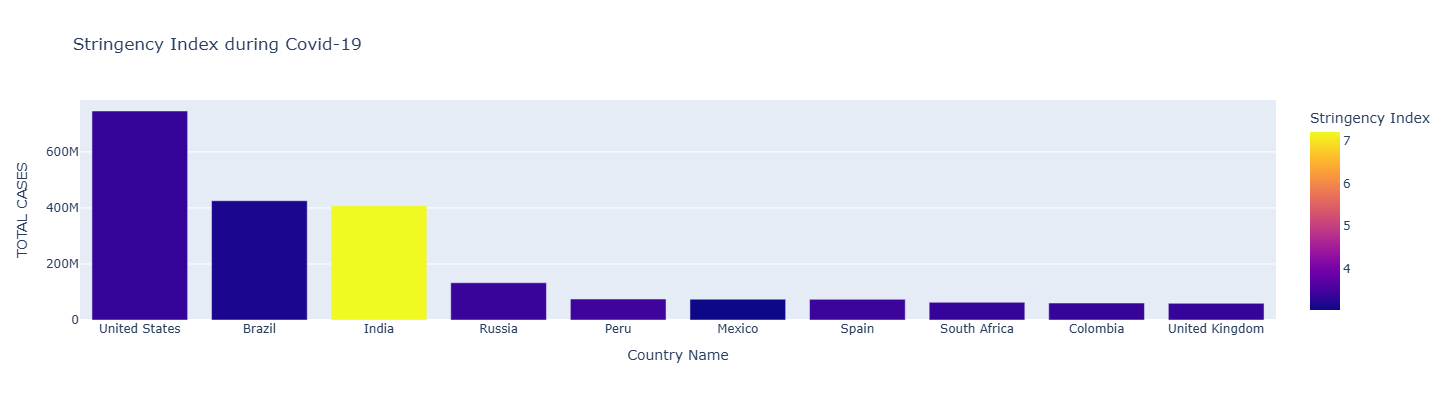 Stringency Index during Covid-19
Stringency Index
7
6
5
4
TOTAL CASES
600M
400M
200M
0
United States Brazil India Russia Peru Mexico Spain South Africa Colombia United Kingdom
Country Name